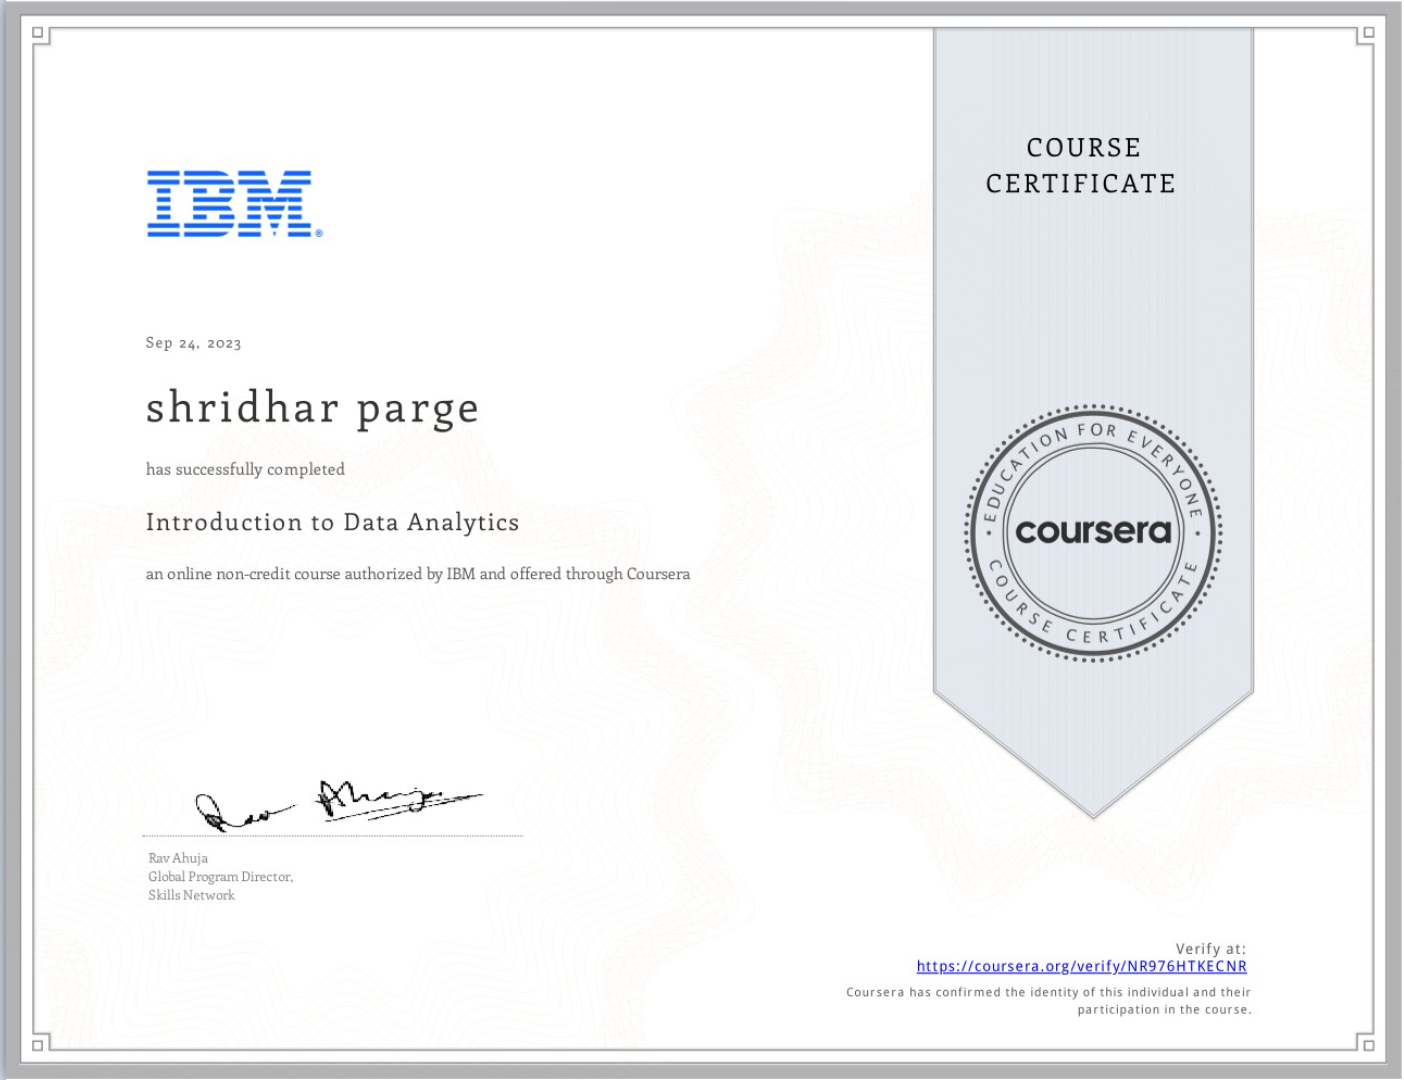 COURSE
CERTIFICATE
IBM®
Sep 24, 2023
shridhar parge
has successfully completed
Introduction to Data Analytics
an online non-credit course authorized by IBM and offered through Coursera
EDUCATION FOR EVERYONE
coursera
COURSE CERTIFICATE
Rav Ahuja
Rav Ahuja
Global Program Director,
Skills Network
Verify at:
https://coursera.org/verify/NR976HTKECNR
Coursera has confirmed the identity of this individual and their
participation in the course.